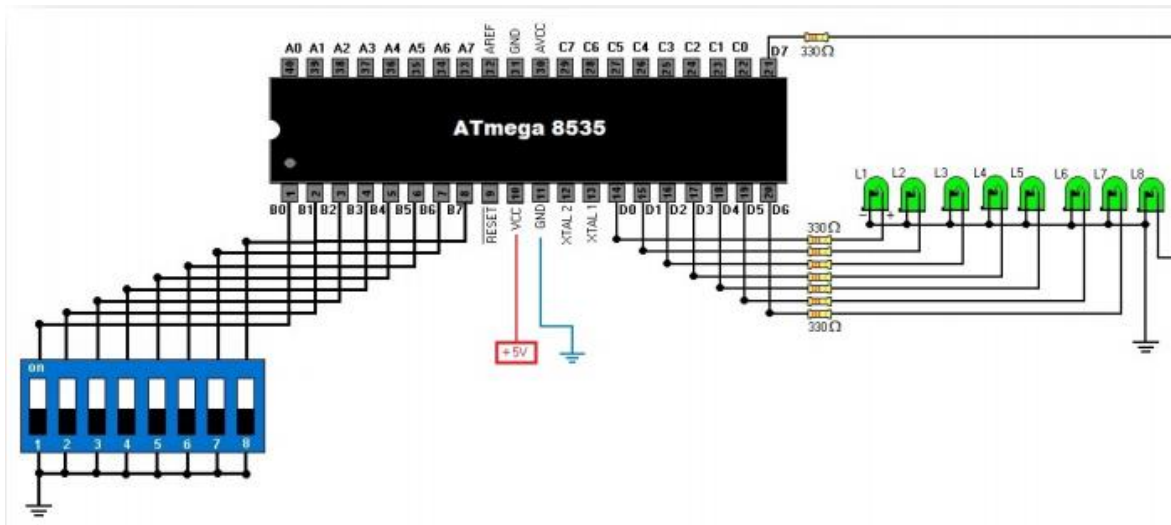 A0 A1 A2 A3 A4 A5 A6 A7 AREF GND AVCC C7 C6 C5 C4 C3 C2 C1 C0 D7
40 39 38 37 36 35 34 33 32 31 30 29 28 27 26 25 24 23 22 21
330Ω
ATmega 8535
1 2 3 4 5 6 7 8 9 10 11 12 13 14 15 16 17 18 19 20
B0 B1 B2 B3 B4 B5 B6 B7 RESET VCC GND XTAL 2 XTAL 1 D0 D1 D2 D3 D4 D5 D6
L1 L2 L3 L4 L5 L6 L7 L8
- +
330Ω
330Ω
+5V
on
1 2 3 4 5 6 7 8